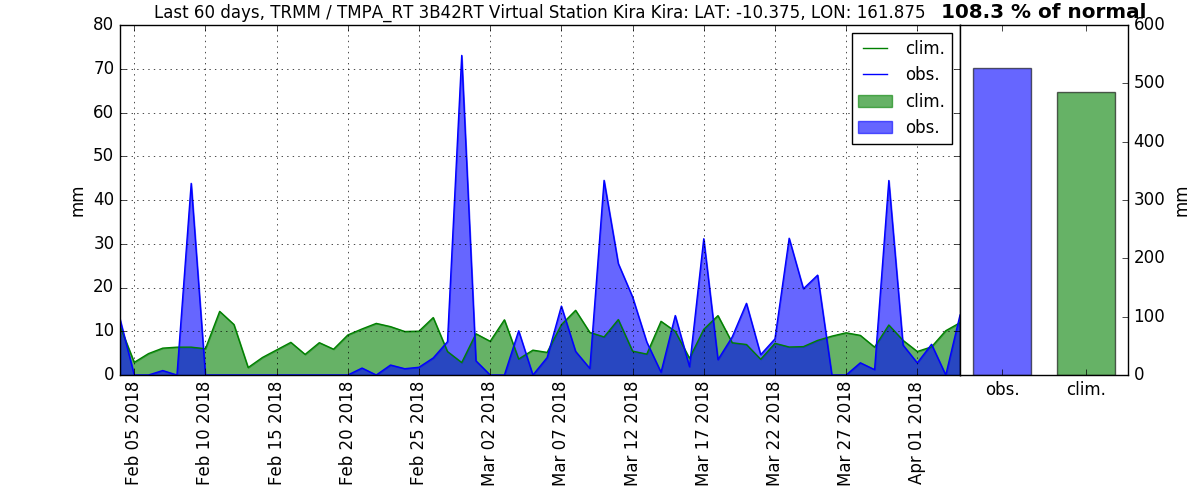 Last 60 days, TRMM / TMPA_RT 3B42RT Virtual Station Kira Kira: LAT: -10.375, LON: 161.875 108.3 % of normal
80
70
60
50
40
30
20
10
0
mm
clim.
obs.
clim.
obs.
600
500
400
300
200
100
0
mm
obs. clim.
Feb 05 2018
Feb 10 2018
Feb 15 2018
Feb 20 2018
Feb 25 2018
Mar 02 2018
Mar 07 2018
Mar 12 2018
Mar 17 2018
Mar 22 2018
Mar 27 2018
Apr 01 2018